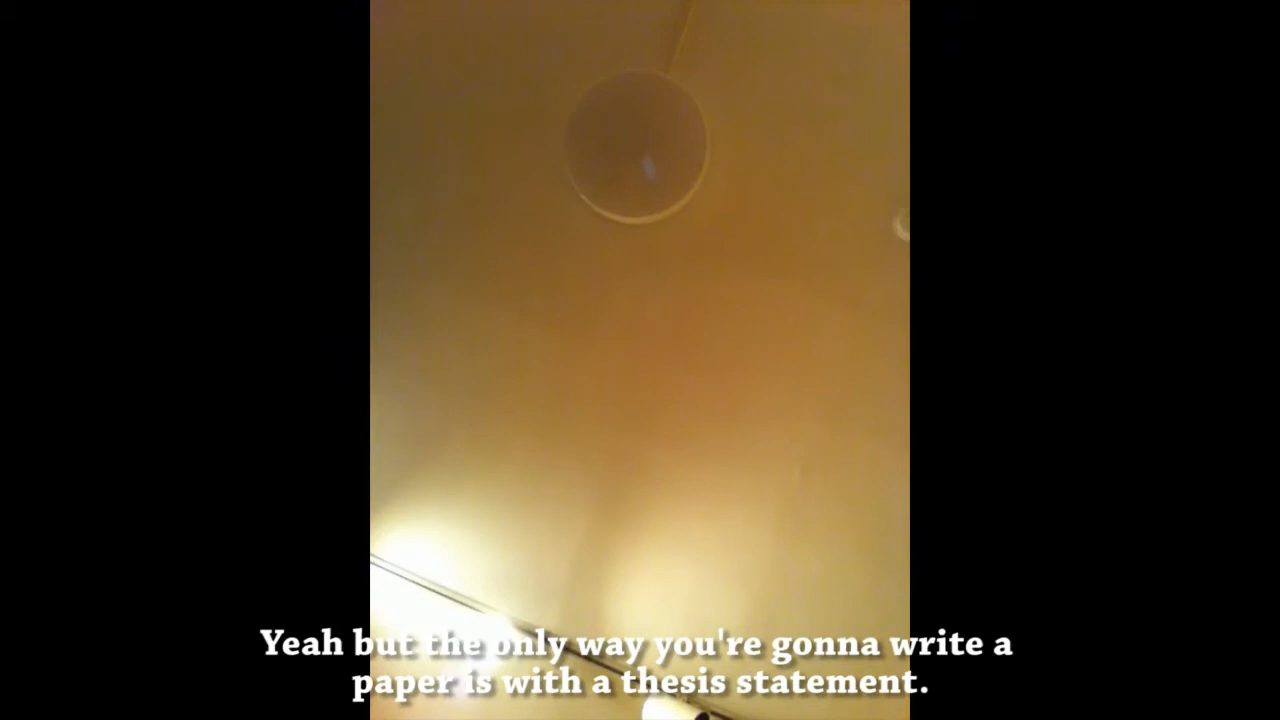 Yeah but the only way you're gonna write a
paper is with a thesis statement.